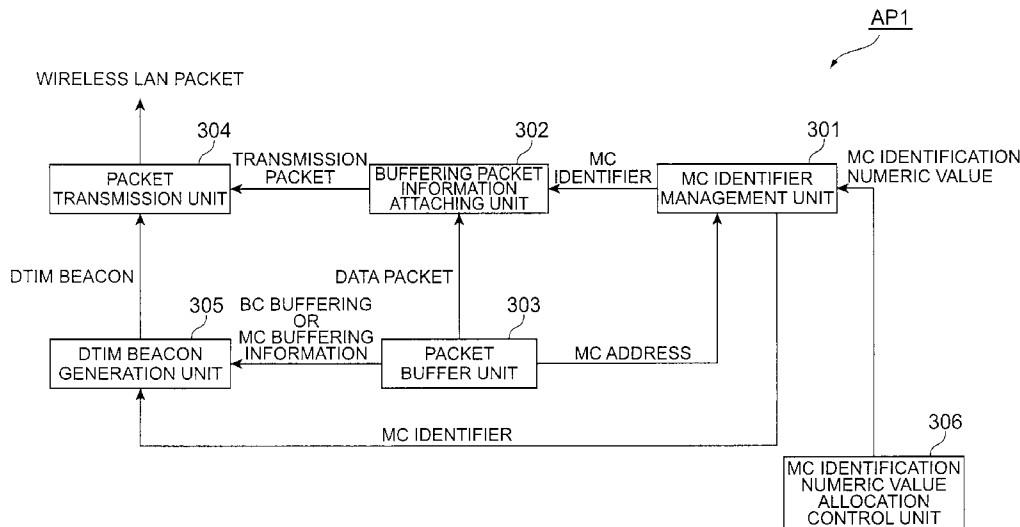 AP1
WIRELESS LAN PACKET
304
302
301
TRANSMISSION
PACKET
MC
IDENTIFIER
MC IDENTIFICATION
NUMERIC VALUE
PACKET
TRANSMISSION UNIT
BUFFERING PACKET
INFORMATION
ATTACHING UNIT
MC IDENTIFIER
MANAGEMENT UNIT
DTIM BEACON
DATA PACKET
305
BC BUFFERING
OR
MC BUFFERING
INFORMATION
303
DTIM BEACON
GENERATION UNIT
PACKET
BUFFER UNIT
MC ADDRESS
MC IDENTIFIER
306
MC IDENTIFICATION
NUMERIC VALUE
ALLOCATION
CONTROL UNIT